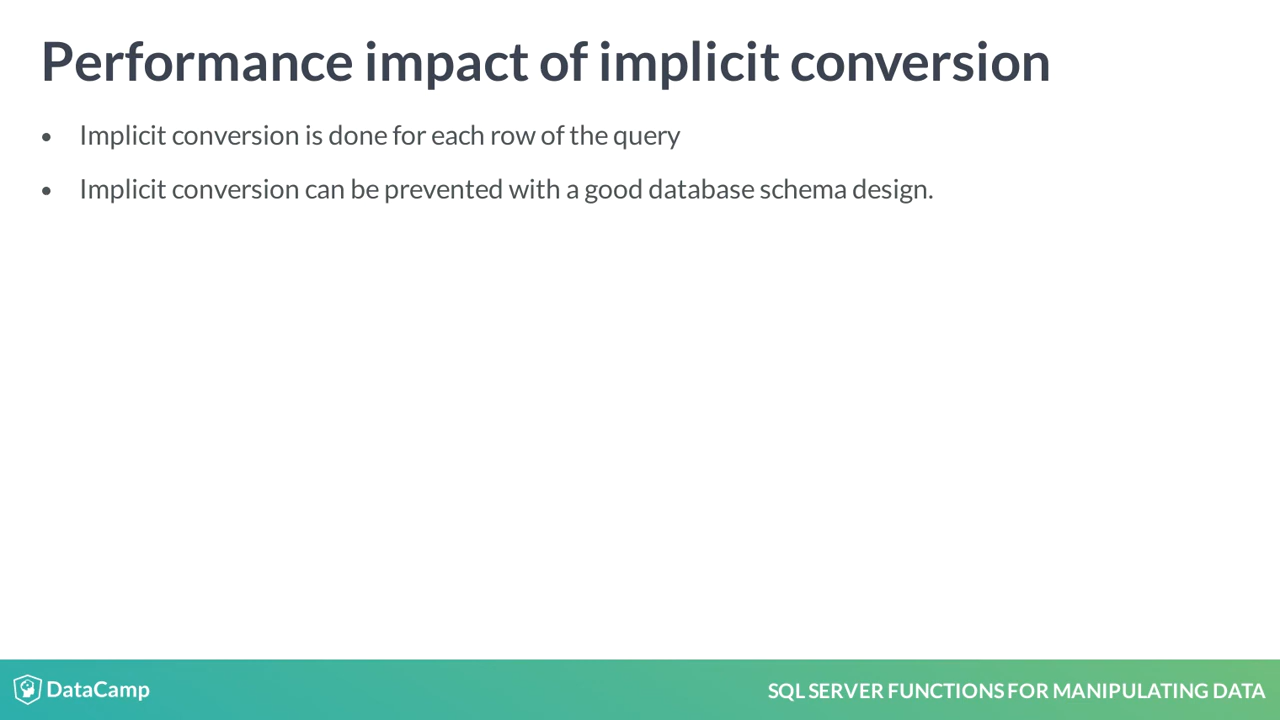 Performance impact of implicit conversion
• Implicit conversion is done for each row of the query
• Implicit conversion can be prevented with a good database schema design.
DataCamp
SQL SERVER FUNCTIONS FOR MANIPULATING DATA